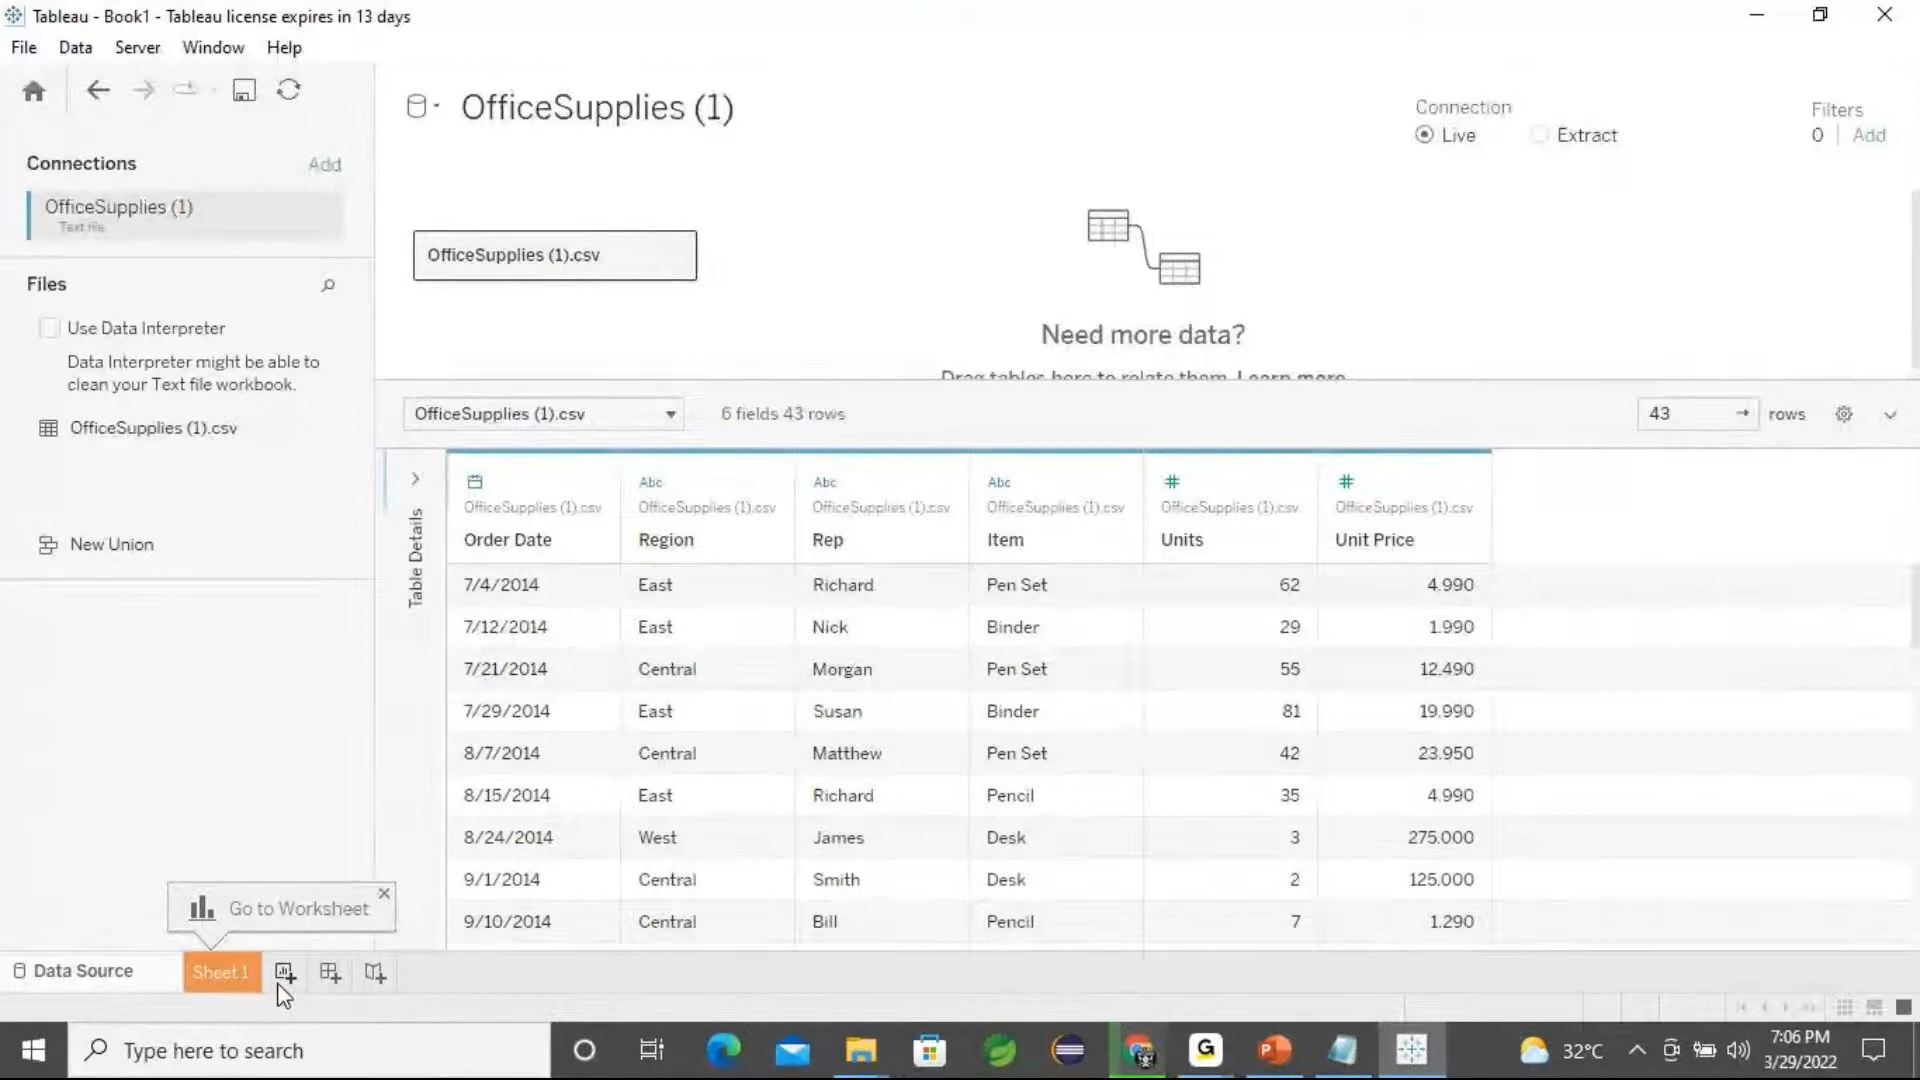 Tableau - Book1 - Tableau license expires in 13 days
File Data Server Window Help
OfficeSupplies (1)
Connection
Live Extract
Filters
0 Add
Connections Add
OfficeSupplies (1)
Text file
Files
Use Data Interpreter
Data Interpreter might be able to
clean your Text file workbook.
OfficeSupplies (1).csv
New Union
OfficeSupplies (1).csv
Need more data?
Drag tables here to relate them. Learn more
OfficeSupplies (1).csv 6 fields 43 rows 43 rows
Table Details
Abc Abc Abc # #
OfficeSupplies (1).csv OfficeSupplies (1).csv OfficeSupplies (1).csv OfficeSupplies (1).csv OfficeSupplies (1).csv OfficeSupplies (1).csv
Order Date Region Rep Item Units Unit Price
7/4/2014 East Richard Pen Set 62 4.990
7/12/2014 East Nick Binder 29 1.990
7/21/2014 Central Morgan Pen Set 55 12.490
7/29/2014 East Susan Binder 81 19.990
8/7/2014 Central Matthew Pen Set 42 23.950
8/15/2014 East Richard Pencil 35 4.990
8/24/2014 West James Desk 3 275.000
9/1/2014 Central Smith Desk 2 125.000
9/10/2014 Central Bill Pencil 7 1.290
Go to Worksheet
Data Source Sheet 1
Type here to search
G
P
32°C
7:06 PM
3/29/2022